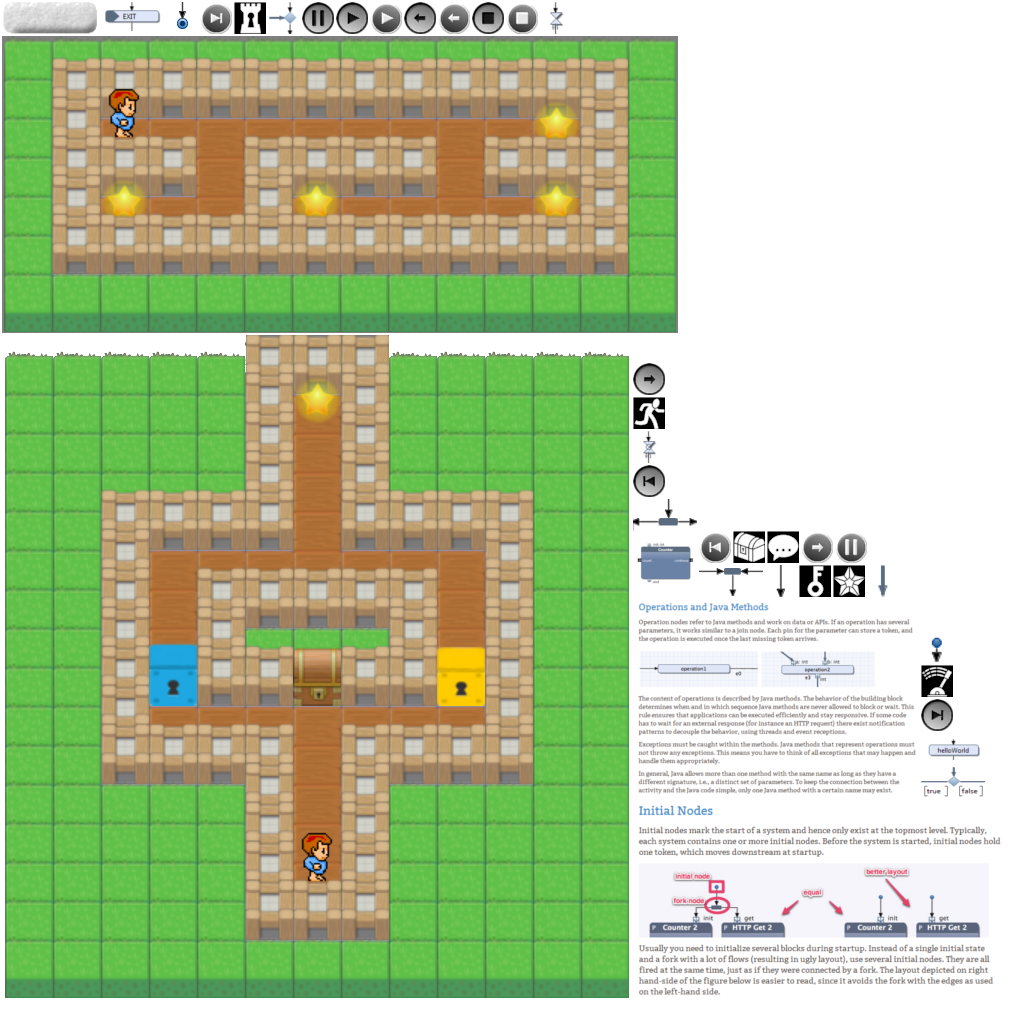 EXIT
init: int
Counter
count
continue
end
Operations and Java Methods
Operation nodes refer to Java methods and work on data or APIs. If an operation has several
parameters, it works similar to a join node. Each pin for the parameter can store a token, and
the operation is executed once the last missing token arrives.
operation1
e0
a: int
b: int
operation2
e3
int
The content of operations is described by Java methods. The behavior of the building block
determines when and in which sequence Java methods are never allowed to block or wait. This
rule ensures that applications can be executed efficiently and stay responsive. If some code
has to wait for an external response (for instance an HTTP request) there exist notification
patterns to decouple the behavior, using threads and event receptions.
Exceptions must be caught within the methods. Java methods that represent operations must
not throw any exceptions. This means you have to think of all exceptions that may happen and
handle them appropriately.
In general, Java allows more than one method with the same name as long as they have a
different signature, i.e., a distinct set of parameters. To keep the connection between the
activity and the Java code simple, only one Java method with a certain name may exist.
helloWorld
[true ] [false]
Initial Nodes
Initial nodes mark the start of a system and hence only exist at the topmost level. Typically,
each system contains one or more initial nodes. Before the system is started, initial nodes hold
one token, which moves downstream at startup.
initial node
better layout
equal
fork node
init
get
init
get
P Counter 2
P HTTP Get 2
P Counter 2
P HTTP Get 2
Usually you need to initialize several blocks during startup. Instead of a single initial state
and a fork with a lot of flows (resulting in ugly layout), use several initial nodes. They are all
fired at the same time, just as if they were connected by a fork. The layout depicted on right
hand-side of the figure below is easier to read, since it avoids the fork with the edges as used
on the left-hand side.